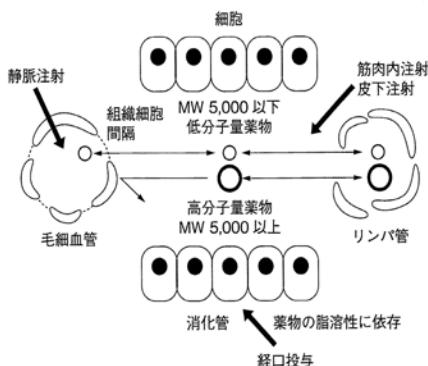 細胞
静脈注射
筋肉内注射
皮下注射
組織細胞
間隔
MW 5,000 以下
低分子量薬物
高分子量薬物
MW 5,000 以上
毛細血管
リンパ管
消化管
薬物の脂溶性に依存
経口投与